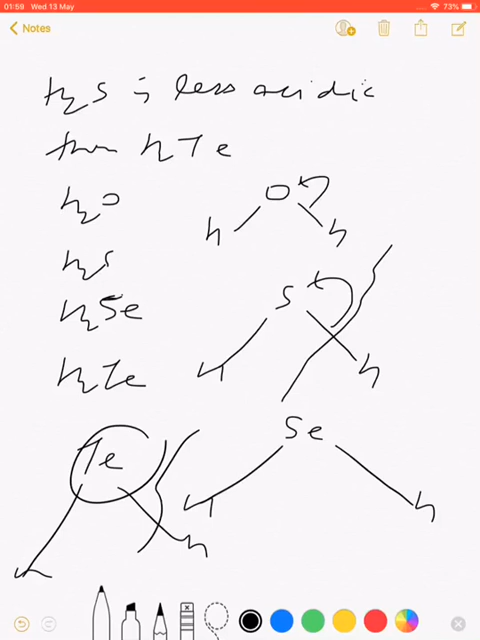 01:59 Wed 13 May 73%
Notes
H2S is less acidic
than H2Te
H2O
O
H H
H2S
S
H2Se
H H
H2Te
Se
Te
H H
H H